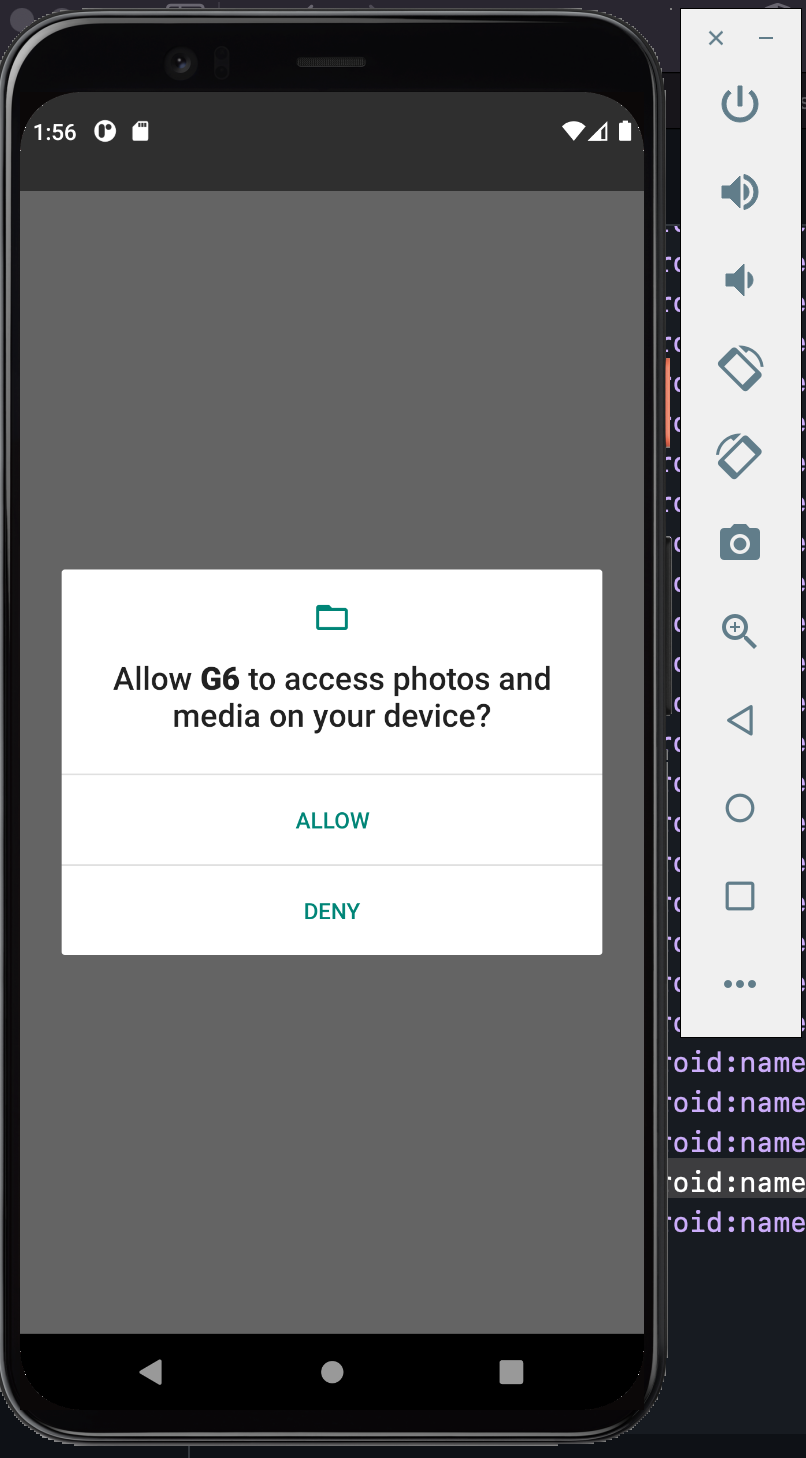 1:56
Allow G6 to access photos and
media on your device?
ALLOW
DENY
roid:name
roid:name
roid:name
roid:name
roid:name